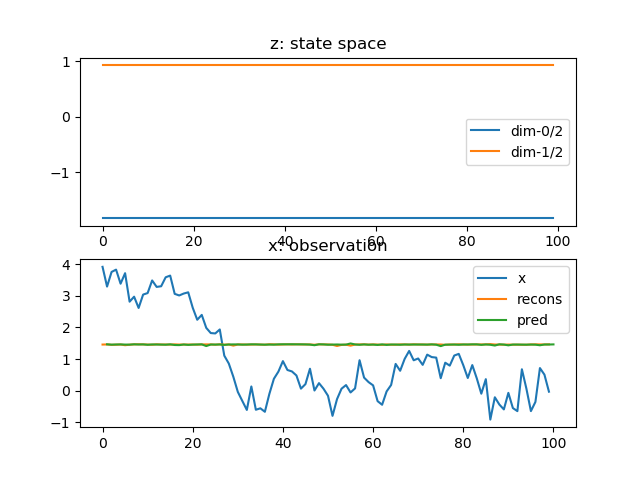 z: state space
1
0
−1
dim-0/2
dim-1/2
0 20 40 60 80 100
x: observation
4
3
2
1
0
−1
x
recons
pred
0 20 40 60 80 100